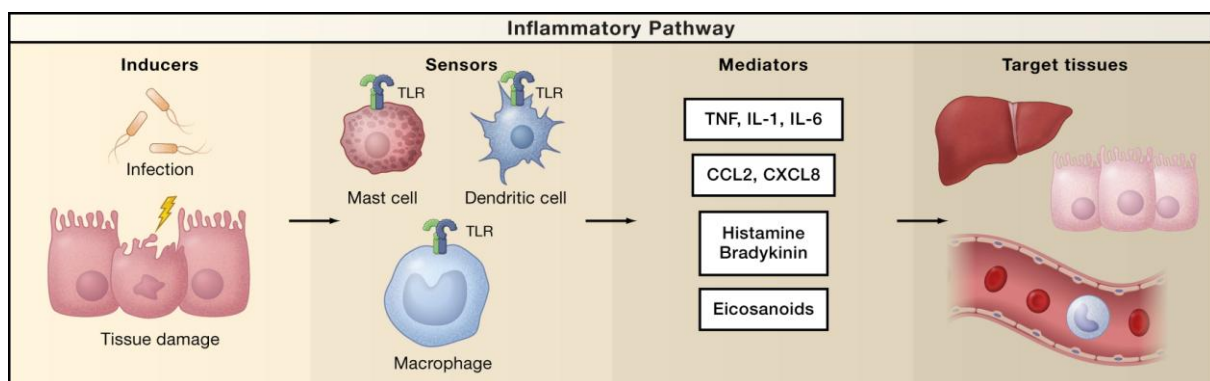 Inflammatory Pathway
Inducers
Infection
Tissue damage
Sensors
TLR
TLR
Mast cell
Dendritic cell
TLR
Macrophage
Mediators
TNF, IL-1, IL-6
CCL2, CXCL8
Histamine
Bradykinin
Eicosanoids
Target tissues